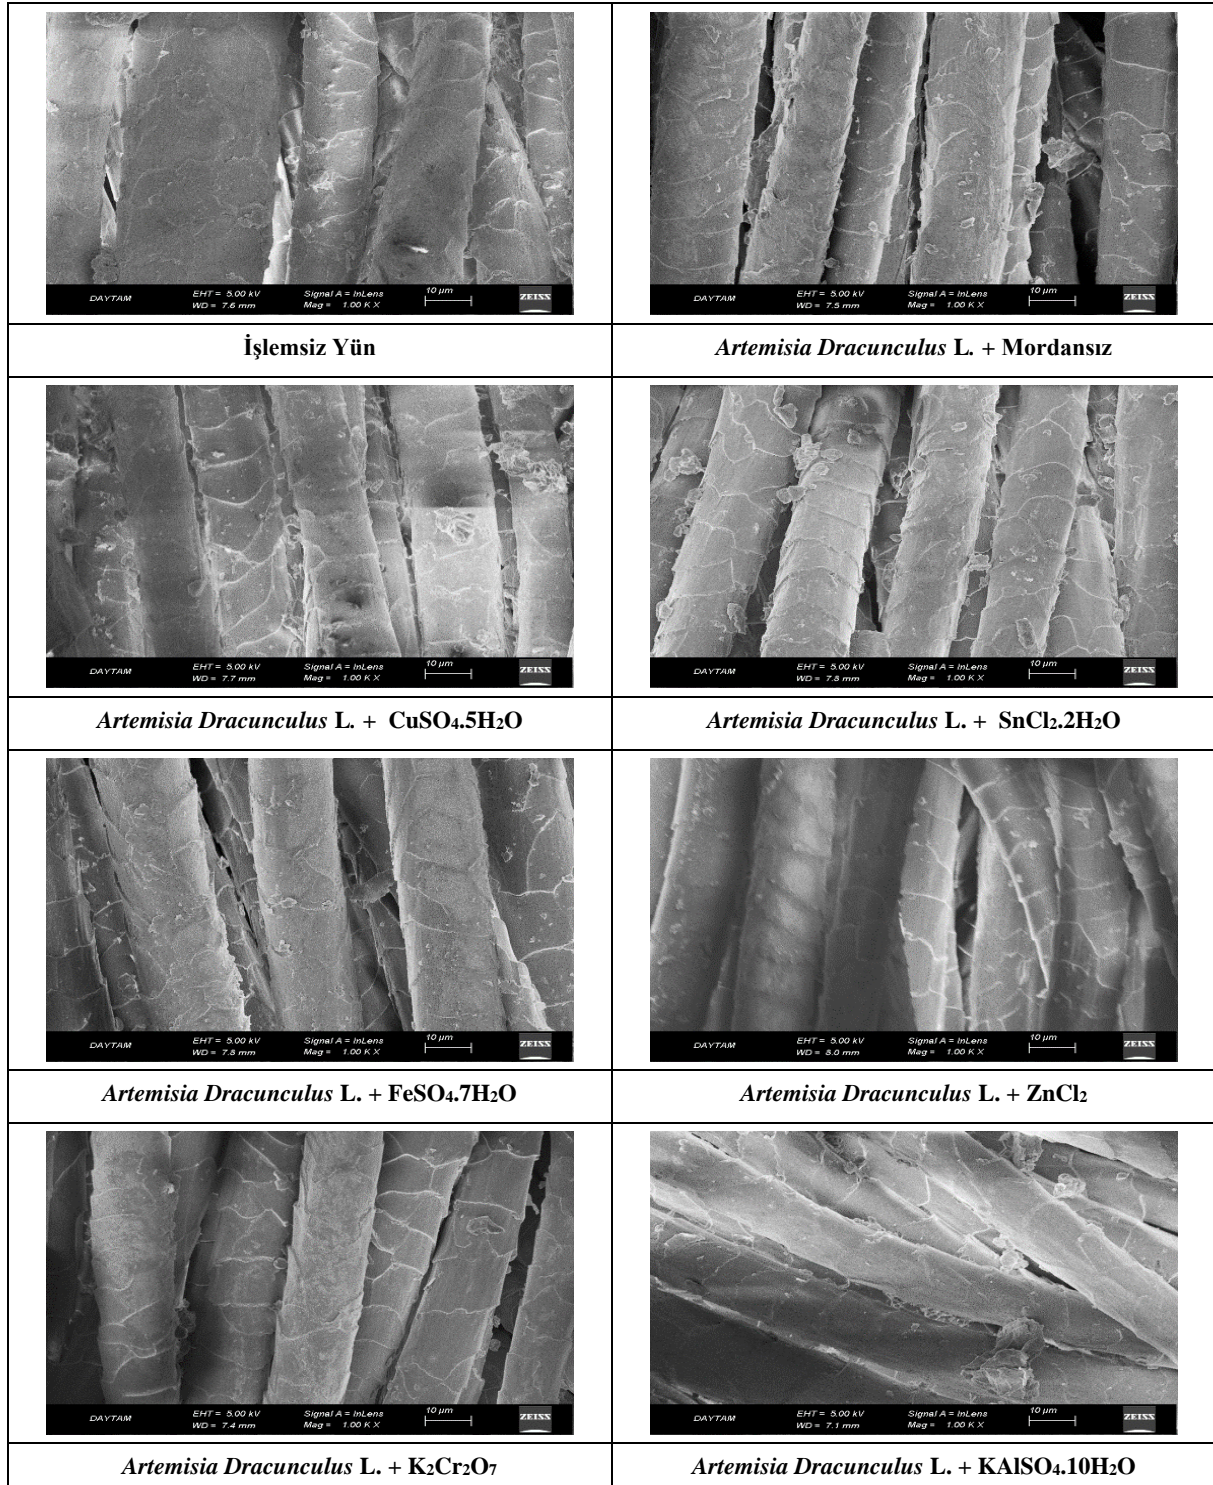 DAYTAM EHT = 5.00 kV Signal A = InLens 10 µm ZEISS
WD = 7.6 mm Mag = 1.00 K X
DAYTAM EHT = 5.00 kV Signal A = InLens 10 µm ZEISS
WD = 7.5 mm Mag = 1.00 K X
İşlemsiz Yün
Artemisia Dracunculus L. + Mordansız
DAYTAM EHT = 5.00 kV Signal A = InLens 10 µm ZEISS
WD = 7.7 mm Mag = 1.00 K X
DAYTAM EHT = 5.00 kV Signal A = InLens 10 µm ZEISS
WD = 7.8 mm Mag = 1.00 K X
Artemisia Dracunculus L. + CuSO₄.5H₂O
Artemisia Dracunculus L. + SnCl₂.2H₂O
DAYTAM EHT = 5.00 kV Signal A = InLens 10 µm ZEISS
WD = 7.8 mm Mag = 1.00 K X
DAYTAM EHT = 5.00 kV Signal A = InLens 10 µm ZEISS
WD = 8.0 mm Mag = 1.00 K X
Artemisia Dracunculus L. + FeSO₄.7H₂O
Artemisia Dracunculus L. + ZnCl₂
DAYTAM EHT = 5.00 kV Signal A = InLens 10 µm ZEISS
WD = 7.4 mm Mag = 1.00 K X
DAYTAM EHT = 5.00 kV Signal A = InLens 10 µm ZEISS
WD = 7.1 mm Mag = 1.00 K X
Artemisia Dracunculus L. + K₂Cr₂O₇
Artemisia Dracunculus L. + KAlSO₄.10H₂O